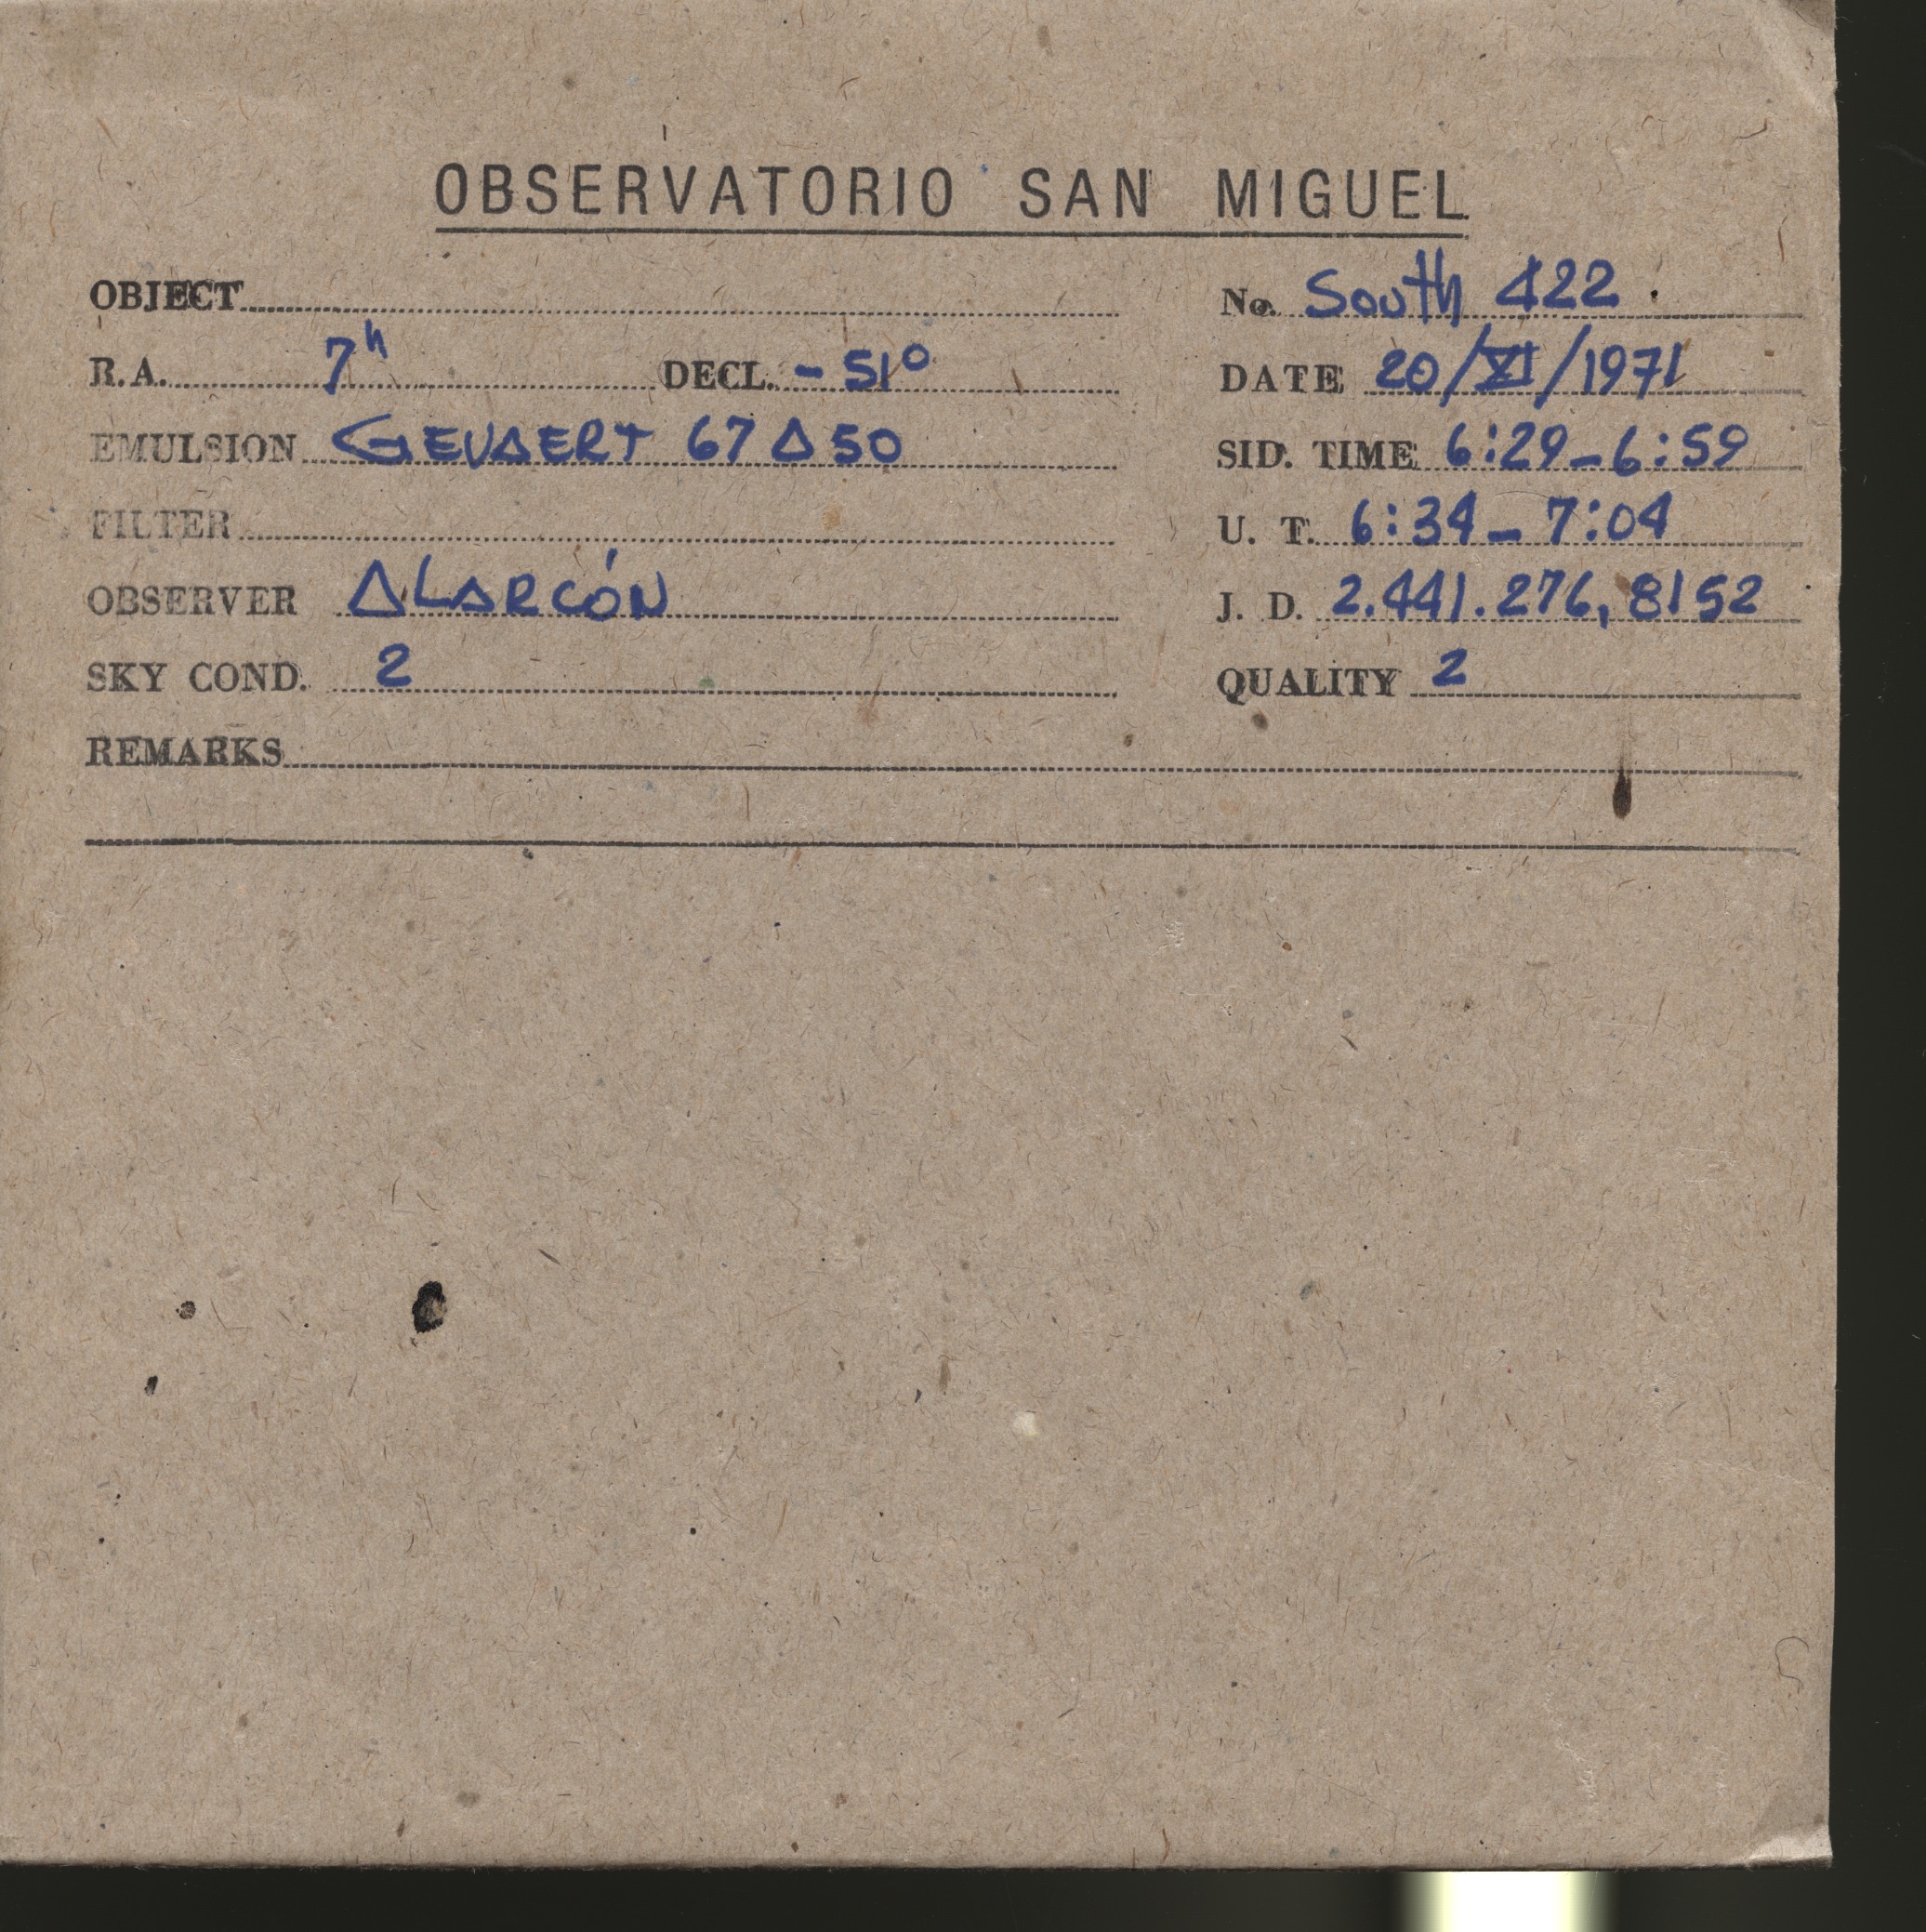 OBSERVATORIO SAN MIGUEL
OBJECT
No. South 422
R.A. 7h DECL. -51°
DATE 20/XI/1971
EMULSION GEVAERT 67A50
SID. TIME 6:29-6:59
FILTER
U. T. 6:34-7:04
OBSERVER ALARCÓN
J. D. 2.441.276,8152
SKY COND. 2
QUALITY 2
REMARKS